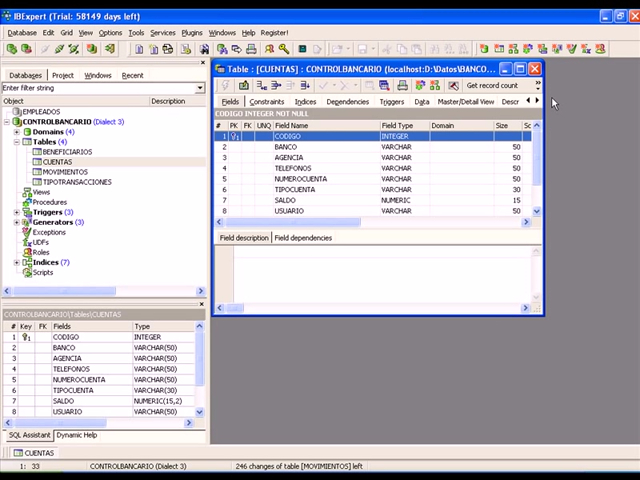 IBExpert (Trial: 58149 days left)
Database Edit Grid View Options Tools Services Plugins Windows Help Register!
Databases Project Windows Recent
Enter filter string
Object Description
EMPLEADOS
CONTROLBANCARIO (Dialect 3)
Domains (4)
Tables (4)
BENEFICIARIOS
CUENTAS
MOVIMIENTOS
TIPOTRANSACCIONES
Views
Procedures
Triggers (3)
Generators (3)
Exceptions
UDFs
Roles
Indices (7)
Scripts
CONTROLBANCARIO\Tables\CUENTAS
# Key FK Fields Type
1 1 CODIGO INTEGER
2 BANCO VARCHAR(50)
3 AGENCIA VARCHAR(50)
4 TELEFONOS VARCHAR(50)
5 NUMEROCUENTA VARCHAR(50)
6 TIPOCUENTA VARCHAR(30)
7 SALDO NUMERIC(15,2)
8 USUARIO VARCHAR(50)
SQL Assistant Dynamic Help
Table : [CUENTAS] : CONTROLBANCARIO (localhost:D:\Datos\BANCO...
Get record count
Fields Constraints Indices Dependencies Triggers Data Master/Detail View Descr
CODIGO INTEGER NOT NULL
# PK FK UNQ Field Name Field Type Domain Size Sc
1 1 CODIGO INTEGER
2 BANCO VARCHAR 50
3 AGENCIA VARCHAR 50
4 TELEFONOS VARCHAR 50
5 NUMEROCUENTA VARCHAR 50
6 TIPOCUENTA VARCHAR 30
7 SALDO NUMERIC 15
8 USUARIO VARCHAR 50
Field description Field dependencies
CUENTAS
1: 33 CONTROLBANCARIO (Dialect 3) 246 changes of table [MOVIMIENTOS] left